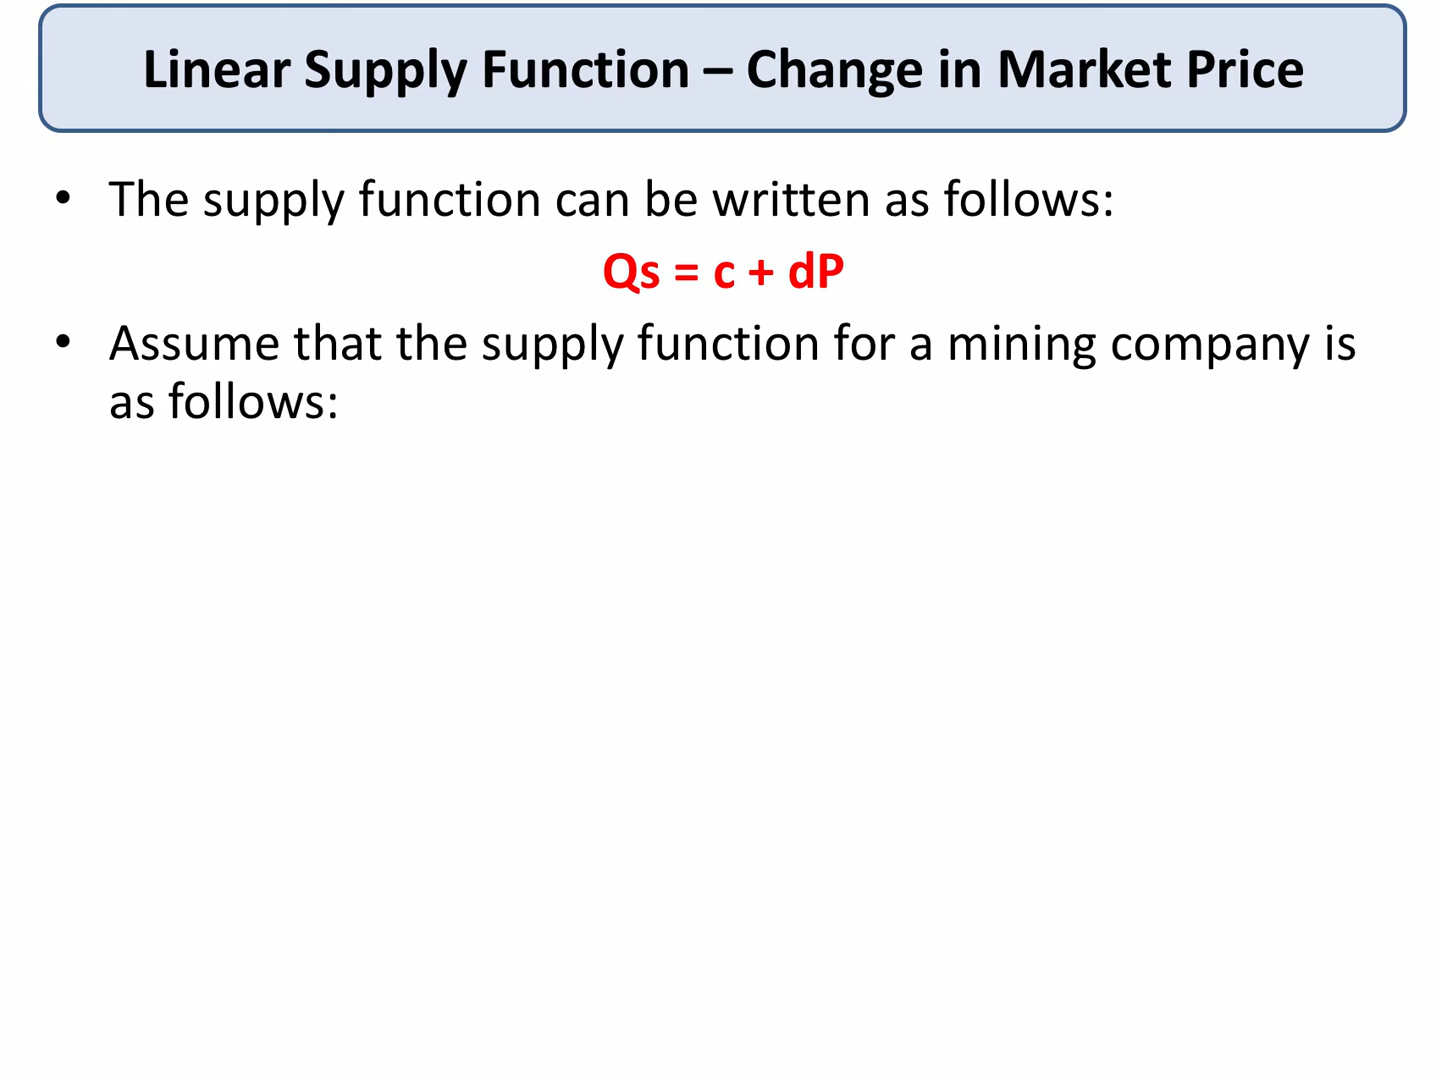 Linear Supply Function – Change in Market Price
• The supply function can be written as follows:
Qs = c + dP
• Assume that the supply function for a mining company is
as follows: